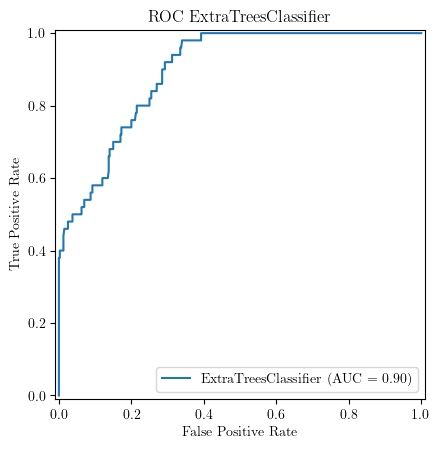 ROC ExtraTreesClassifier
1.0
0.8
0.6
0.4
0.2
0.0
True Positive Rate
ExtraTreesClassifier (AUC = 0.90)
0.0 0.2 0.4 0.6 0.8 1.0
False Positive Rate